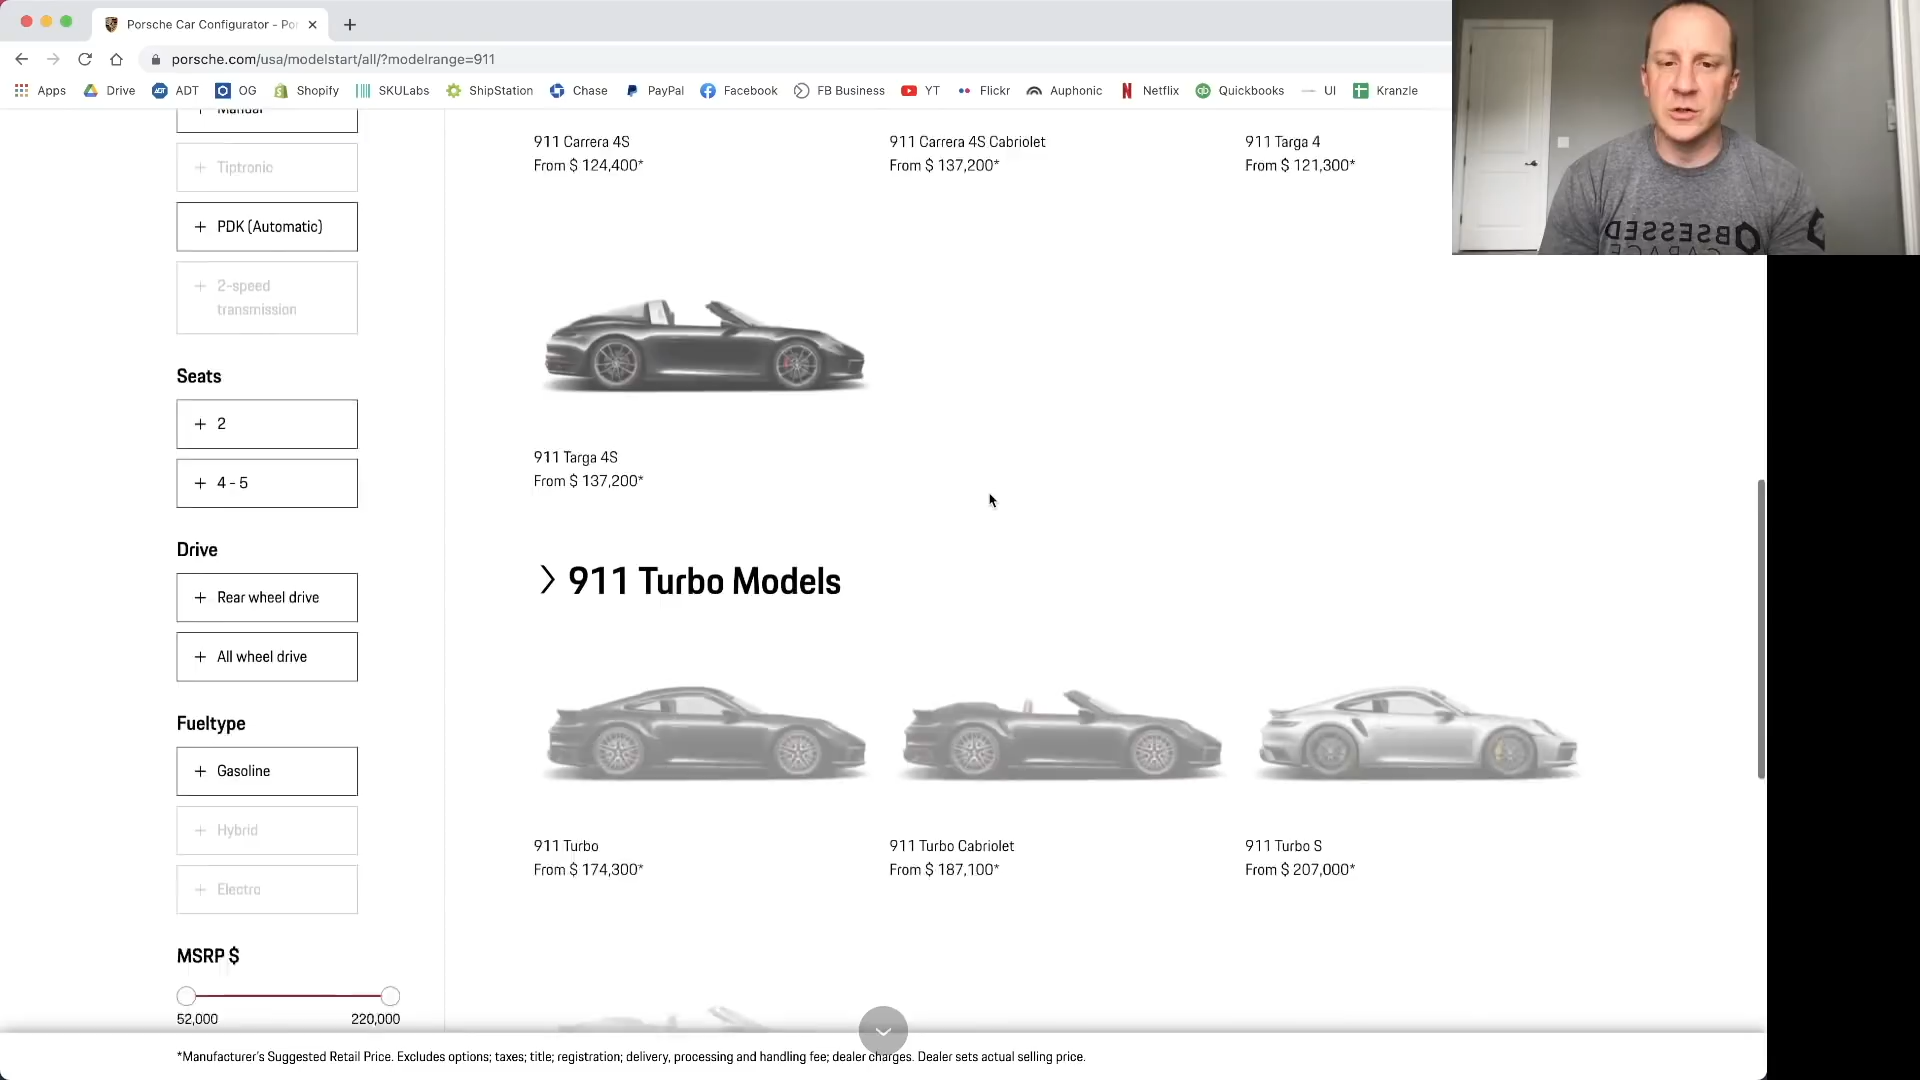 Porsche Car Configurator - Po
porsche.com/usa/modelstart/all/?modelrange=911
Apps Drive ADT OG Shopify SKULabs ShipStation Chase PayPal Facebook FB Business YT Flickr Auphonic Netflix Quickbooks UI Kranzle
+ Manual
+ Tiptronic
+ PDK (Automatic)
+ 2-speed
transmission
Seats
+ 2
+ 4 - 5
Drive
+ Rear wheel drive
+ All wheel drive
Fueltype
+ Gasoline
+ Hybrid
+ Electro
MSRP $
52,000 220,000
911 Carrera 4S
From $ 124,400*
911 Carrera 4S Cabriolet
From $ 137,200*
911 Targa 4
From $ 121,300*
911 Targa 4S
From $ 137,200*
911 Turbo Models
911 Turbo
From $ 174,300*
911 Turbo Cabriolet
From $ 187,100*
911 Turbo S
From $ 207,000*
*Manufacturer's Suggested Retail Price. Excludes options; taxes; title; registration; delivery, processing and handling fee; dealer charges. Dealer sets actual selling price.
OBSESSED
GARAGE